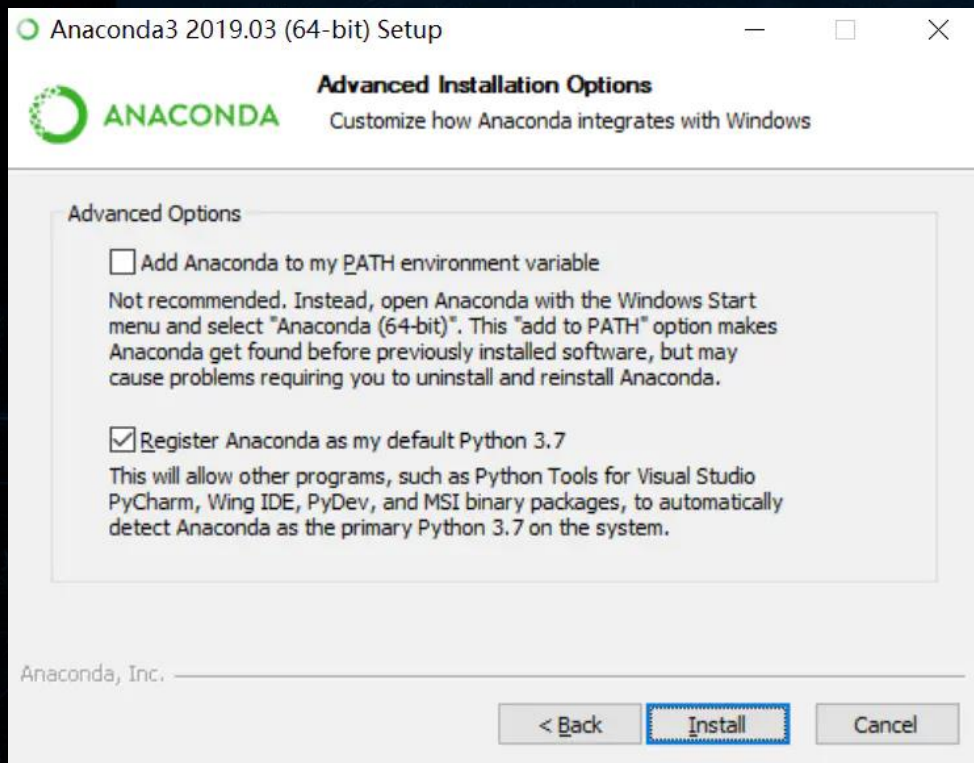 Anaconda3 2019.03 (64-bit) Setup
ANACONDA
Advanced Installation Options
Customize how Anaconda integrates with Windows
Advanced Options
Add Anaconda to my PATH environment variable
Not recommended. Instead, open Anaconda with the Windows Start
menu and select "Anaconda (64-bit)". This "add to PATH" option makes
Anaconda get found before previously installed software, but may
cause problems requiring you to uninstall and reinstall Anaconda.
Register Anaconda as my default Python 3.7
This will allow other programs, such as Python Tools for Visual Studio
PyCharm, Wing IDE, PyDev, and MSI binary packages, to automatically
detect Anaconda as the primary Python 3.7 on the system.
Anaconda, Inc.
< Back
Install
Cancel